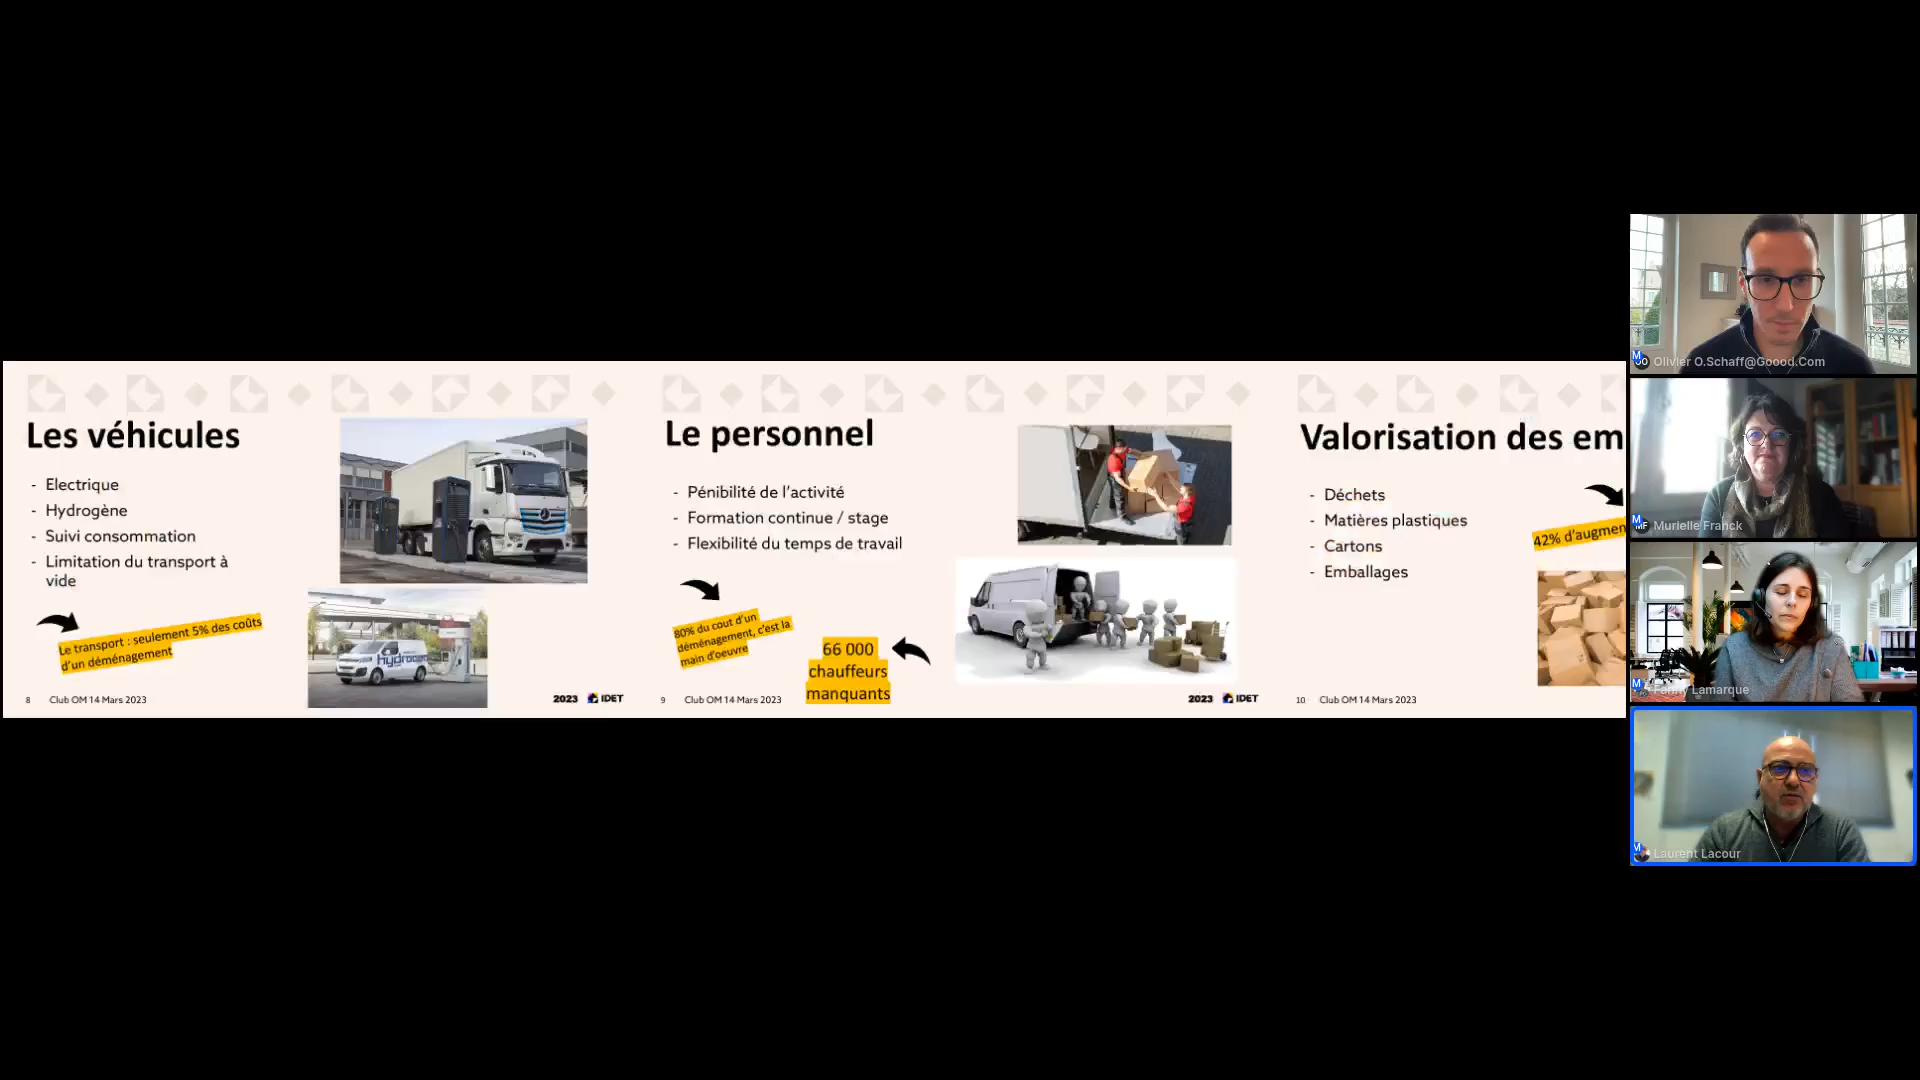 Les véhicules
- Electrique
- Hydrogène
- Suivi consommation
- Limitation du transport à
vide
Le transport : seulement 5% des coûts
d'un déménagement
8 Club OM 14 Mars 2023
hydrogen
2023 IDET
Le personnel
- Pénibilité de l'activité
- Formation continue / stage
- Flexibilité du temps de travail
80% du cout d'un
déménagement, c'est la
main d'oeuvre
66 000
chauffeurs
manquants
9 Club OM 14 Mars 2023
2023 IDET
Valorisation des em
- Déchets
- Matières plastiques
- Cartons
- Emballages
42% d'augmen
10 Club OM 14 Mars 2023
Olivier O.Schaff@Goood.Com
MF Murielle Franck
Fanny Lamarque
Laurent Lacour